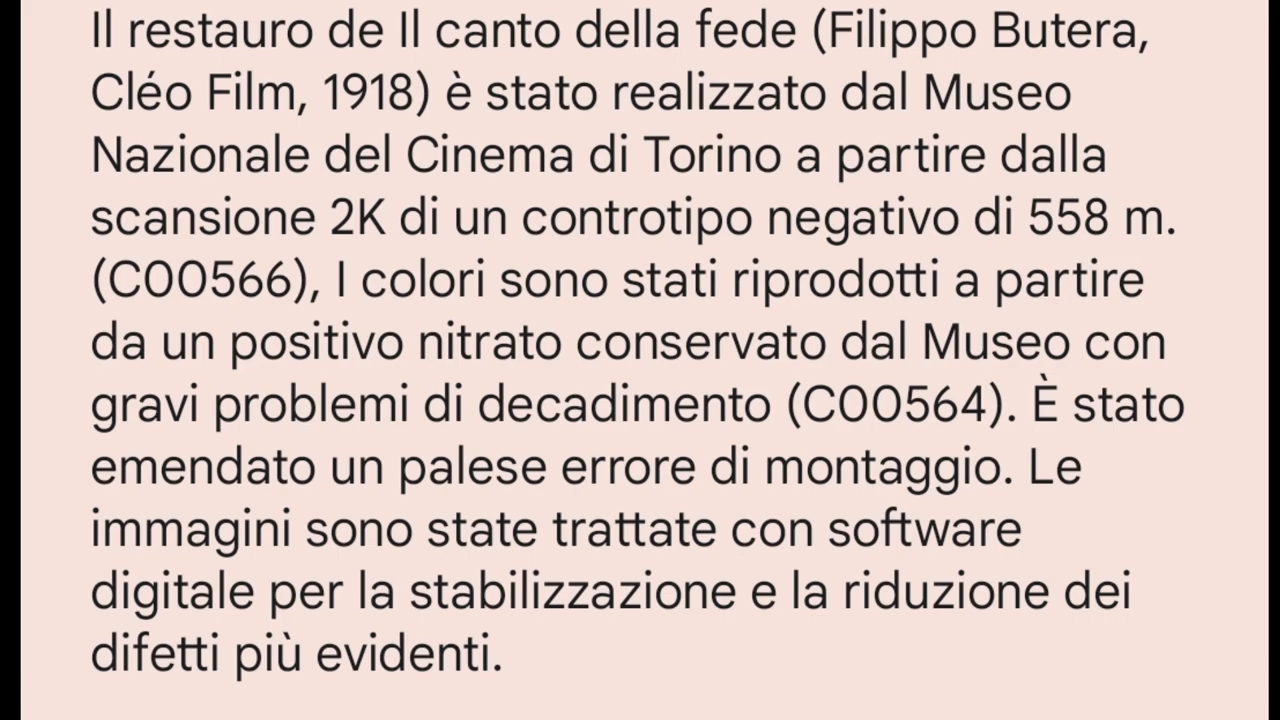 Il restauro de Il canto della fede (Filippo Butera,
Cléo Film, 1918) è stato realizzato dal Museo
Nazionale del Cinema di Torino a partire dalla
scansione 2K di un controtipo negativo di 558 m.
(C00566), I colori sono stati riprodotti a partire
da un positivo nitrato conservato dal Museo con
gravi problemi di decadimento (C00564). È stato
emendato un palese errore di montaggio. Le
immagini sono state trattate con software
digitale per la stabilizzazione e la riduzione dei
difetti più evidenti.